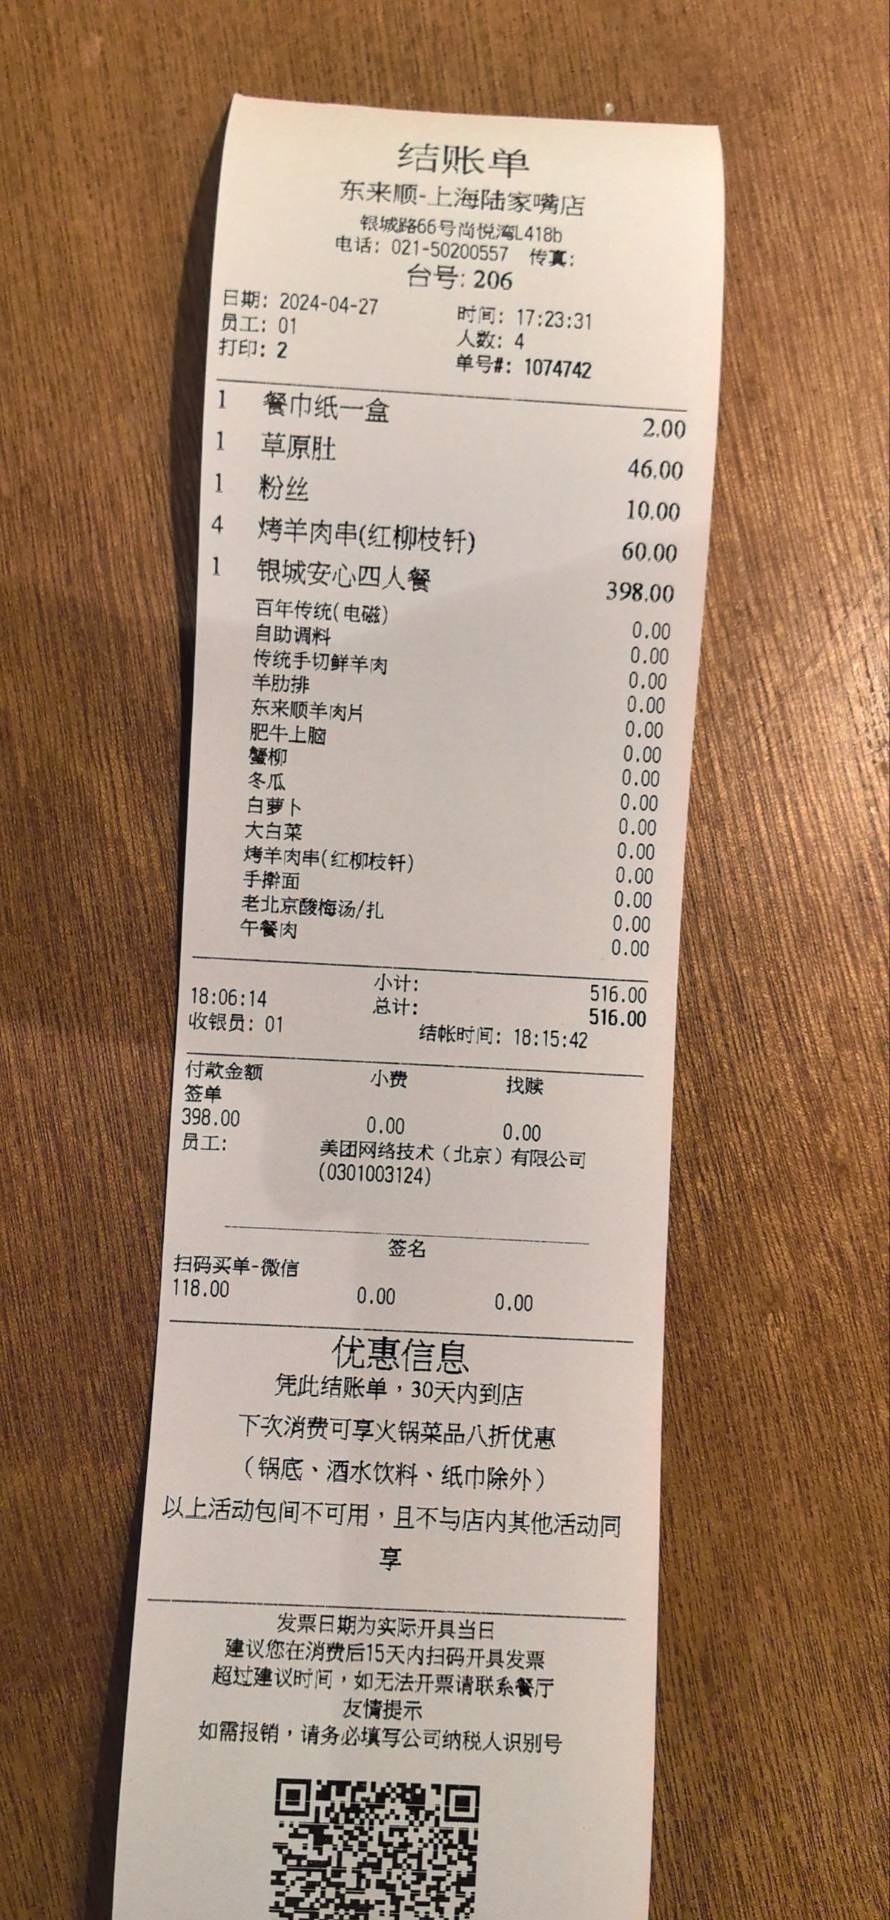 结账单
东来顺-上海陆家嘴店
银城路66号尚悦湾L418b
电话: 021-50200557 传真:
台号: 206
日期: 2024-04-27 时间: 17:23:31
员工: 01 人数: 4
打印: 2 单号#: 1074742
1 餐巾纸一盒 2.00
1 草原肚 46.00
1 粉丝 10.00
4 烤羊肉串(红柳枝钎) 60.00
1 银城安心四人餐 398.00
百年传统(电磁) 0.00
自助调料 0.00
传统手切鲜羊肉 0.00
羊肋排 0.00
东来顺羊肉片 0.00
肥牛上脑 0.00
蟹柳 0.00
冬瓜 0.00
白萝卜 0.00
大白菜 0.00
烤羊肉串(红柳枝钎) 0.00
手擀面 0.00
老北京酸梅汤/扎 0.00
午餐肉 0.00
小计: 516.00
18:06:14 总计: 516.00
收银员: 01 结帐时间: 18:15:42
付款金额 小费 找赎
签单
398.00 0.00 0.00
员工: 美团网络技术（北京）有限公司
(0301003124)
签名
扫码买单-微信
118.00 0.00 0.00
优惠信息
凭此结账单，30天内到店
下次消费可享火锅菜品八折优惠
（锅底、酒水饮料、纸巾除外）
以上活动包间不可用，且不与店内其他活动同
享
发票日期为实际开具当日
建议您在消费后15天内扫码开具发票
超过建议时间，如无法开票请联系餐厅
友情提示
如需报销，请务必填写公司纳税人识别号